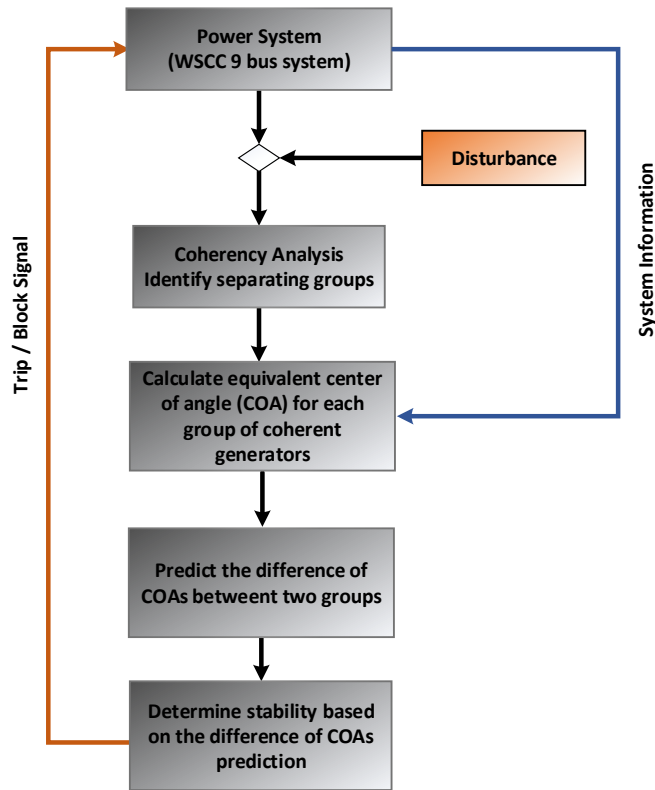 Power System
(WSCC 9 bus system)
Disturbance
Coherency Analysis
Identify separating groups
Calculate equivalent center
of angle (COA) for each
group of coherent
generators
Predict the difference of
COAs betweent two groups
Determine stability based
on the difference of COAs
prediction
Trip / Block Signal
System Information